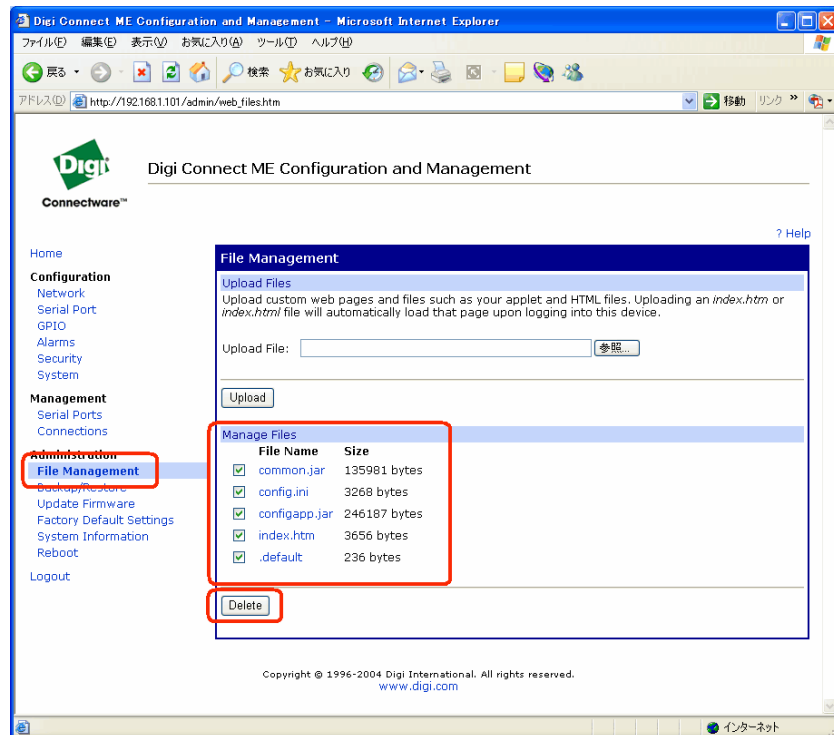 Digi Connect ME Configuration and Management - Microsoft Internet Explorer
ファイル(F) 編集(E) 表示(V) お気に入り(A) ツール(T) ヘルプ(H)
戻る 検索 お気に入り
アドレス(D) http://192.168.1.101/admin/web_files.htm 移動 リンク »
Digi
Connectware™
Digi Connect ME Configuration and Management
? Help
Home
Configuration
Network
Serial Port
GPIO
Alarms
Security
System
Management
Serial Ports
Connections
Administration
File Management
Backup/Restore
Update Firmware
Factory Default Settings
System Information
Reboot
Logout
File Management
Upload Files
Upload custom web pages and files such as your applet and HTML files. Uploading an index.htm or
index.html file will automatically load that page upon logging into this device.
Upload File: 参照...
Upload
Manage Files
File Name Size
common.jar 135981 bytes
config.ini 3268 bytes
configapp.jar 246187 bytes
index.htm 3656 bytes
.default 236 bytes
Delete
Copyright © 1996-2004 Digi International. All rights reserved.
www.digi.com
インターネット